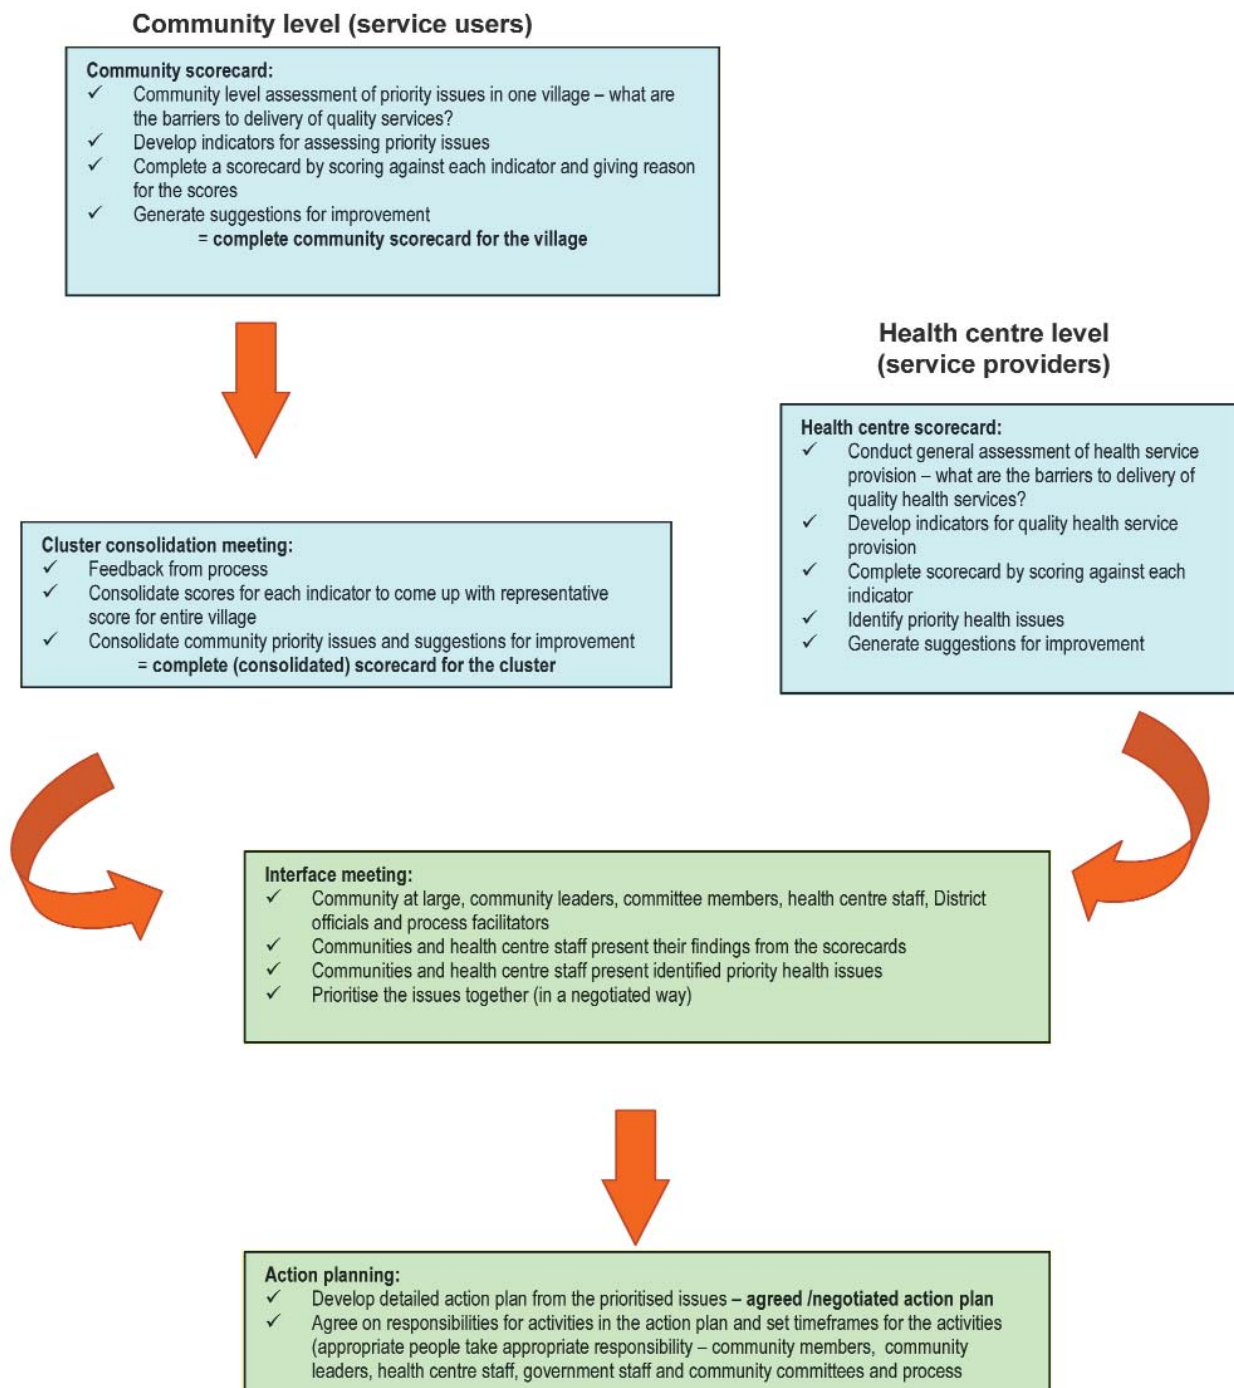 Community level (service users)
Community scorecard:
✓ Community level assessment of priority issues in one village – what are
the barriers to delivery of quality services?
✓ Develop indicators for assessing priority issues
✓ Complete a scorecard by scoring against each indicator and giving reason
for the scores
✓ Generate suggestions for improvement
= complete community scorecard for the village
Health centre level
(service providers)
Health centre scorecard:
✓ Conduct general assessment of health service
provision – what are the barriers to delivery of
quality health services?
✓ Develop indicators for quality health service
provision
✓ Complete scorecard by scoring against each
indicator
✓ Identify priority health issues
✓ Generate suggestions for improvement
Cluster consolidation meeting:
✓ Feedback from process
✓ Consolidate scores for each indicator to come up with representative
score for entire village
✓ Consolidate community priority issues and suggestions for improvement
= complete (consolidated) scorecard for the cluster
Interface meeting:
✓ Community at large, community leaders, committee members, health centre staff, District
officials and process facilitators
✓ Communities and health centre staff present their findings from the scorecards
✓ Communities and health centre staff present identified priority health issues
✓ Prioritise the issues together (in a negotiated way)
Action planning:
✓ Develop detailed action plan from the prioritised issues – agreed /negotiated action plan
✓ Agree on responsibilities for activities in the action plan and set timeframes for the activities
(appropriate people take appropriate responsibility – community members, community
leaders, health centre staff, government staff and community committees and process